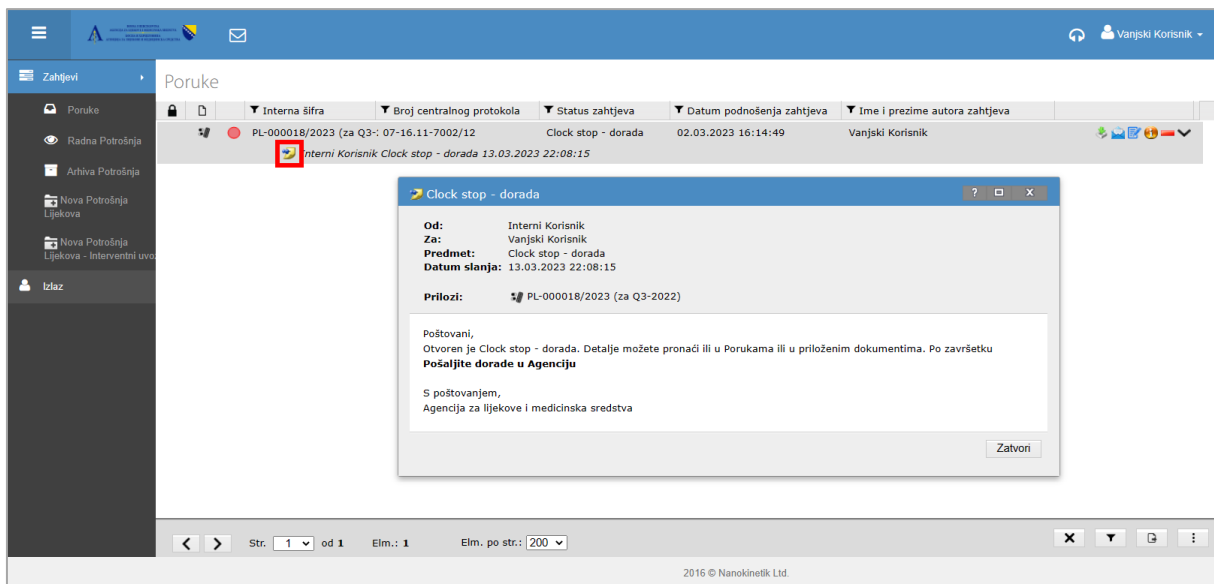 Vanjski Korisnik
Zahtjevi
Poruke
Radna Potrošnja
Arhiva Potrošnja
Nova Potrošnja
Lijekova
Nova Potrošnja
Lijekova - Interventni uvoz
Izlaz
Poruke
Interna šifra Broj centralnog protokola Status zahtjeva Datum podnošenja zahtjeva Ime i prezime autora zahtjeva
PL-000018/2023 (za Q3-: 07-16.11-7002/12 Clock stop - dorada 02.03.2023 16:14:49 Vanjski Korisnik
Interni Korisnik Clock stop - dorada 13.03.2023 22:08:15
Clock stop - dorada ? X
Od: Interni Korisnik
Za: Vanjski Korisnik
Predmet: Clock stop - dorada
Datum slanja: 13.03.2023 22:08:15
Prilozi: PL-000018/2023 (za Q3-2022)
Poštovani,
Otvoren je Clock stop - dorada. Detalje možete pronaći ili u Porukama ili u priloženim dokumentima. Po završetku
Pošaljite dorade u Agenciju
S poštovanjem,
Agencija za lijekove i medicinska sredstva
Zatvori
Str. 1 od 1 Elm.: 1 Elm. po str.: 200
2016 © Nanokinetik Ltd.